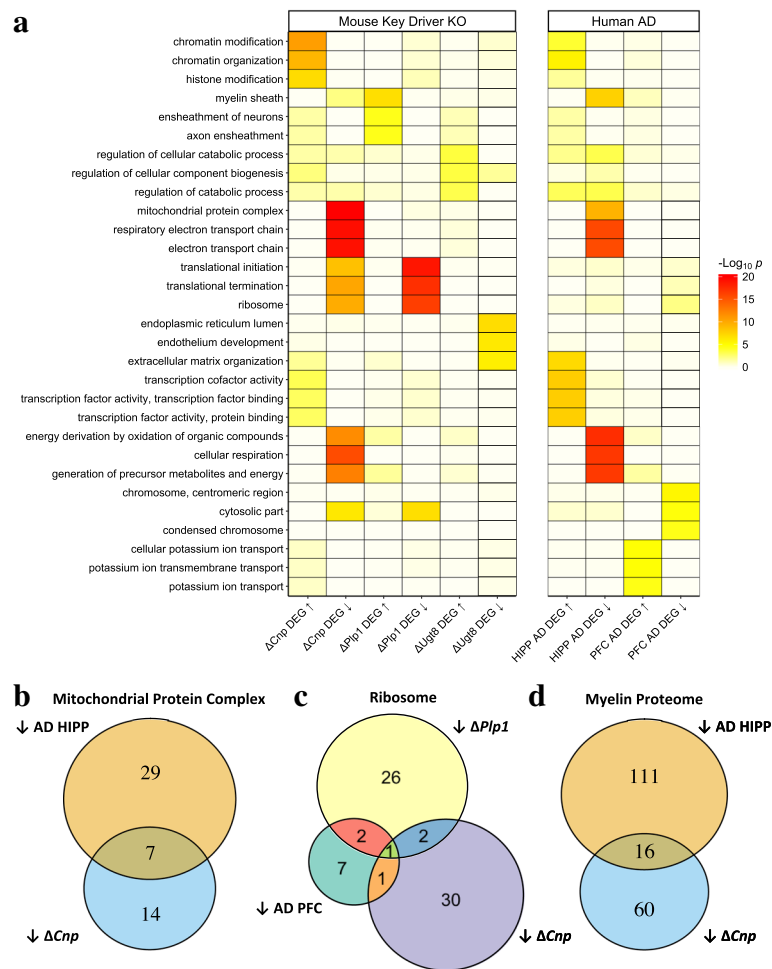 a
Mouse Key Driver KO
Human AD
chromatin modification
chromatin organization
histone modification
myelin sheath
ensheathment of neurons
axon ensheathment
regulation of cellular catabolic process
regulation of cellular component biogenesis
regulation of catabolic process
mitochondrial protein complex
respiratory electron transport chain
electron transport chain
translational initiation
translational termination
ribosome
endoplasmic reticulum lumen
endothelium development
extracellular matrix organization
transcription cofactor activity
transcription factor activity, transcription factor binding
transcription factor activity, protein binding
energy derivation by oxidation of organic compounds
cellular respiration
generation of precursor metabolites and energy
chromosome, centromeric region
cytosolic part
condensed chromosome
cellular potassium ion transport
potassium ion transmembrane transport
potassium ion transport
-Log10 p
20
15
10
5
0
ΔCnp DEG↑
ΔCnp DEG↓
ΔPlp1 DEG↑
ΔPlp1 DEG↓
ΔUgt8 DEG↑
ΔUgt8 DEG↓
HIPP AD DEG↑
HIPP AD DEG↓
PFC AD DEG↑
PFC AD DEG↓
b
Mitochondrial Protein Complex
↓ AD HIPP
29
7
14
↓ ΔCnp
c
Ribosome
↓ ΔPlp1
26
2
2
1
7
1
30
↓ AD PFC
↓ ΔCnp
d
Myelin Proteome
↓ AD HIPP
111
16
60
↓ ΔCnp